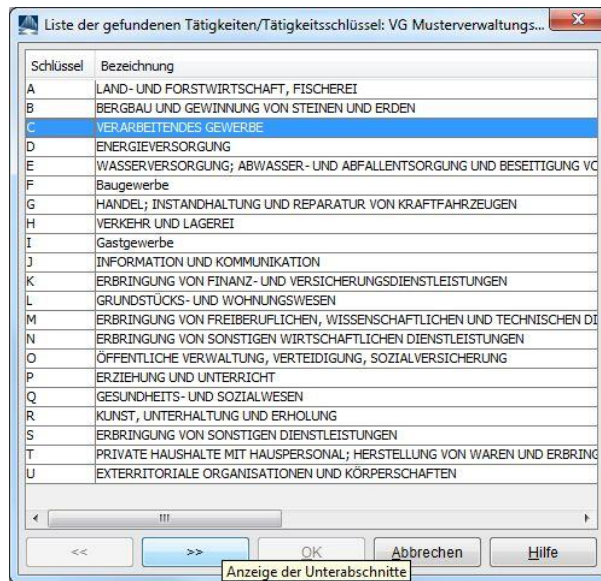 Liste der gefundenen Tätigkeiten/Tätigkeitsschlüssel: VG Musterverwaltungs...
Schlüssel Bezeichnung
A LAND- UND FORSTWIRTSCHAFT, FISCHEREI
B BERGBAU UND GEWINNUNG VON STEINEN UND ERDEN
C VERARBEITENDES GEWERBE
D ENERGIEVERSORGUNG
E WASSERVERSORGUNG; ABWASSER- UND ABFALLENTSORGUNG UND BESEITIGUNG VO
F Baugewerbe
G HANDEL; INSTANDHALTUNG UND REPARATUR VON KRAFTFAHRZEUGEN
H VERKEHR UND LAGEREI
I Gastgewerbe
J INFORMATION UND KOMMUNIKATION
K ERBRINGUNG VON FINANZ- UND VERSICHERUNGSDIENSTLEISTUNGEN
L GRUNDSTÜCKS- UND WOHNUNGSWESEN
M ERBRINGUNG VON FREIBERUFLICHEN, WISSENSCHAFTLICHEN UND TECHNISCHEN DI
N ERBRINGUNG VON SONSTIGEN WIRTSCHAFTLICHEN DIENSTLEISTUNGEN
O ÖFFENTLICHE VERWALTUNG, VERTEIDIGUNG, SOZIALVERSICHERUNG
P ERZIEHUNG UND UNTERRICHT
Q GESUNDHEITS- UND SOZIALWESEN
R KUNST, UNTERHALTUNG UND ERHOLUNG
S ERBRINGUNG VON SONSTIGEN DIENSTLEISTUNGEN
T PRIVATE HAUSHALTE MIT HAUSPERSONAL; HERSTELLUNG VON WAREN UND ERBRING
U EXTERRITORIALE ORGANISATIONEN UND KÖRPERSCHAFTEN
<< >> OK Abbrechen Hilfe
Anzeige der Unterabschnitte